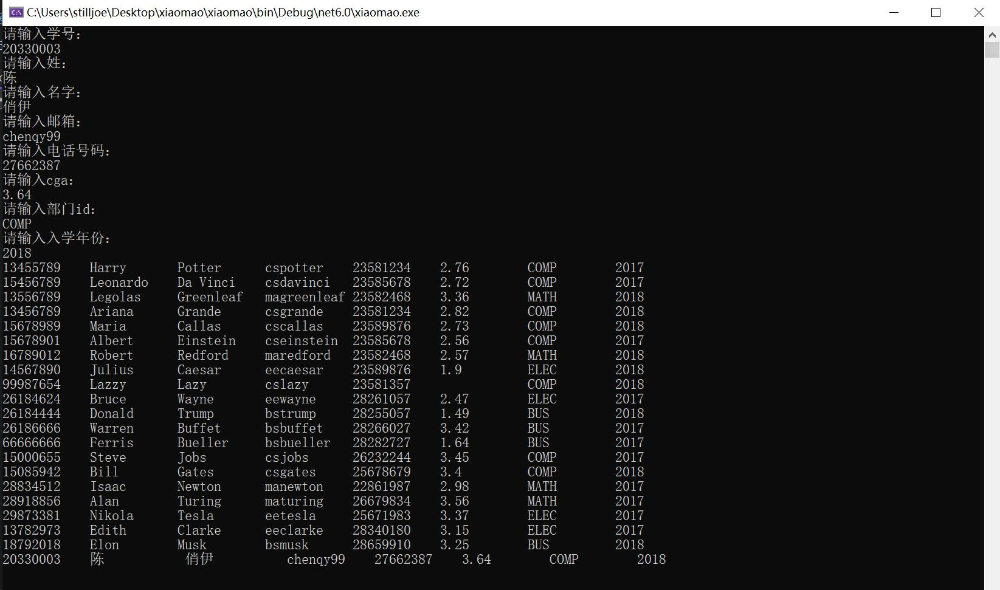 C:\Users\stilljoe\Desktop\xiaomao\xiaomao\bin\Debug\net6.0\xiaomao.exe
请输入学号：
20330003
请输入姓：
陈
请输入名字：
俏伊
请输入邮箱：
chenqy99
请输入电话号码：
27662387
请输入cga：
3.64
请输入部门id：
COMP
请输入入学年份：
2018
13455789 Harry Potter cspotter 23581234 2.76 COMP 2017
15456789 Leonardo Da Vinci csdavinci 23585678 2.72 COMP 2017
13556789 Legolas Greenleaf magreenleaf 23582468 3.36 MATH 2018
13456789 Ariana Grande csgrande 23581234 2.82 COMP 2018
15678989 Maria Callas cscallas 23589876 2.73 COMP 2018
15678901 Albert Einstein cseinstein 23585678 2.56 COMP 2017
16789012 Robert Redford maredford 23582468 2.57 MATH 2018
14567890 Julius Caesar eecaesar 23589876 1.9 ELEC 2018
99987654 Lazzy Lazy cslazy 23581357 COMP 2018
26184624 Bruce Wayne eewayne 28261057 2.47 ELEC 2017
26184444 Donald Trump bstrump 28255057 1.49 BUS 2018
26186666 Warren Buffet bsbuffet 28266027 3.42 BUS 2017
66666666 Ferris Bueller bsbueller 28282727 1.64 BUS 2017
15000655 Steve Jobs csjobs 26232244 3.45 COMP 2017
15085942 Bill Gates csgates 25678679 3.4 COMP 2018
28834512 Isaac Newton manewton 22861987 2.98 MATH 2017
28918856 Alan Turing maturing 26679834 3.56 MATH 2017
29873381 Nikola Tesla eetesla 25671983 3.37 ELEC 2017
13782973 Edith Clarke eeclarke 28340180 3.15 ELEC 2017
18792018 Elon Musk bsmusk 28659910 3.25 BUS 2018
20330003 陈 俏伊 chenqy99 27662387 3.64 COMP 2018